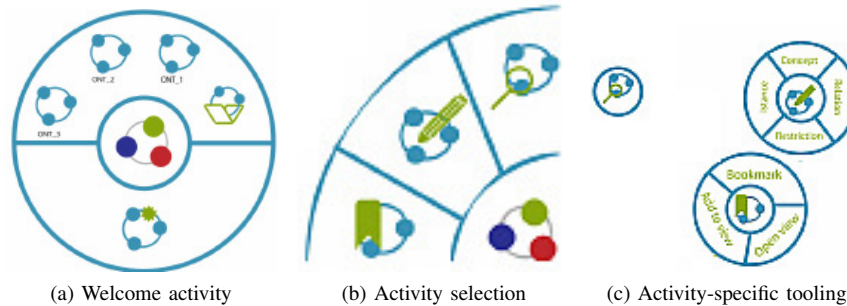 ONT_2
ONT_1
ONT_3
Concept
Istance
Relation
Restriction
Bookmark
Add to view
Open view
(a) Welcome activity
(b) Activity selection
(c) Activity-specific tooling